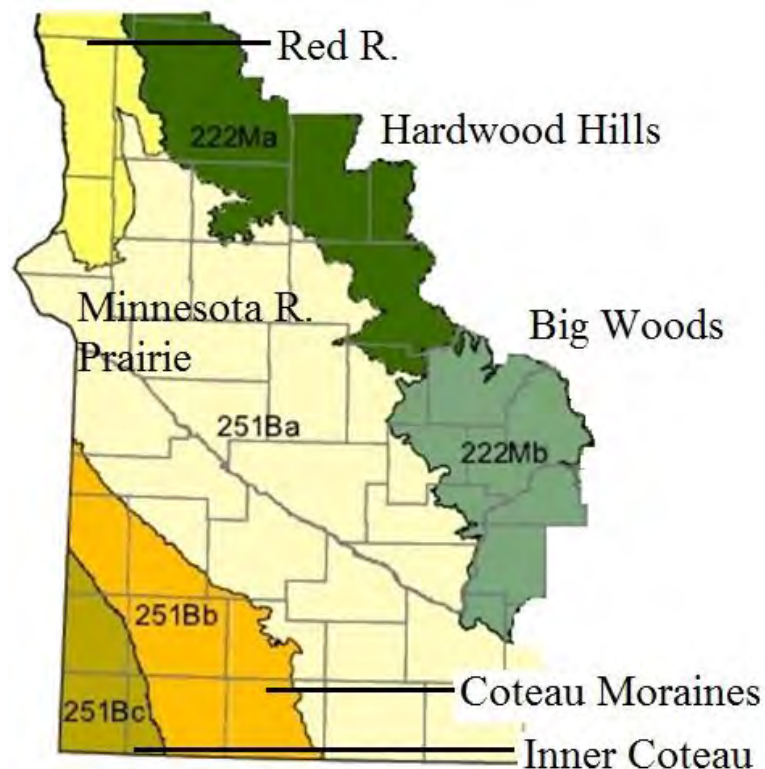 Red R.
222Ma
Hardwood Hills
Minnesota R.
Prairie
Big Woods
251Ba
222Mb
251Bb
Coteau Moraines
251Bc
Inner Coteau